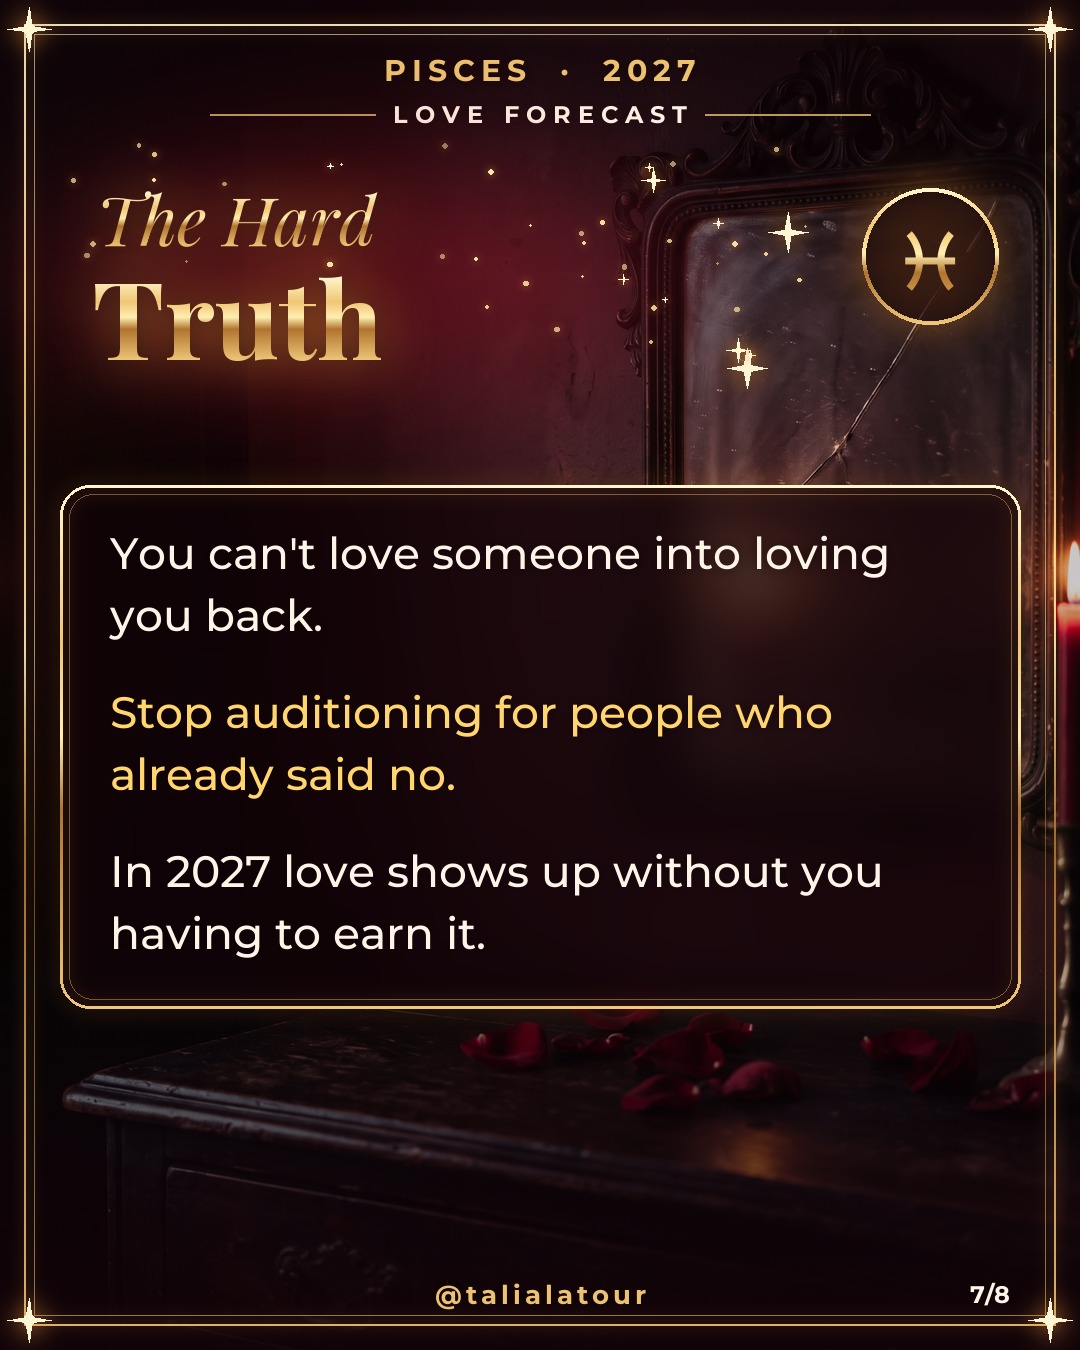 PISCES · 2027
LOVE FORECAST
The Hard
Truth
♓
You can't love someone into loving
you back.
Stop auditioning for people who
already said no.
In 2027 love shows up without you
having to earn it.
@talialatour
7/8